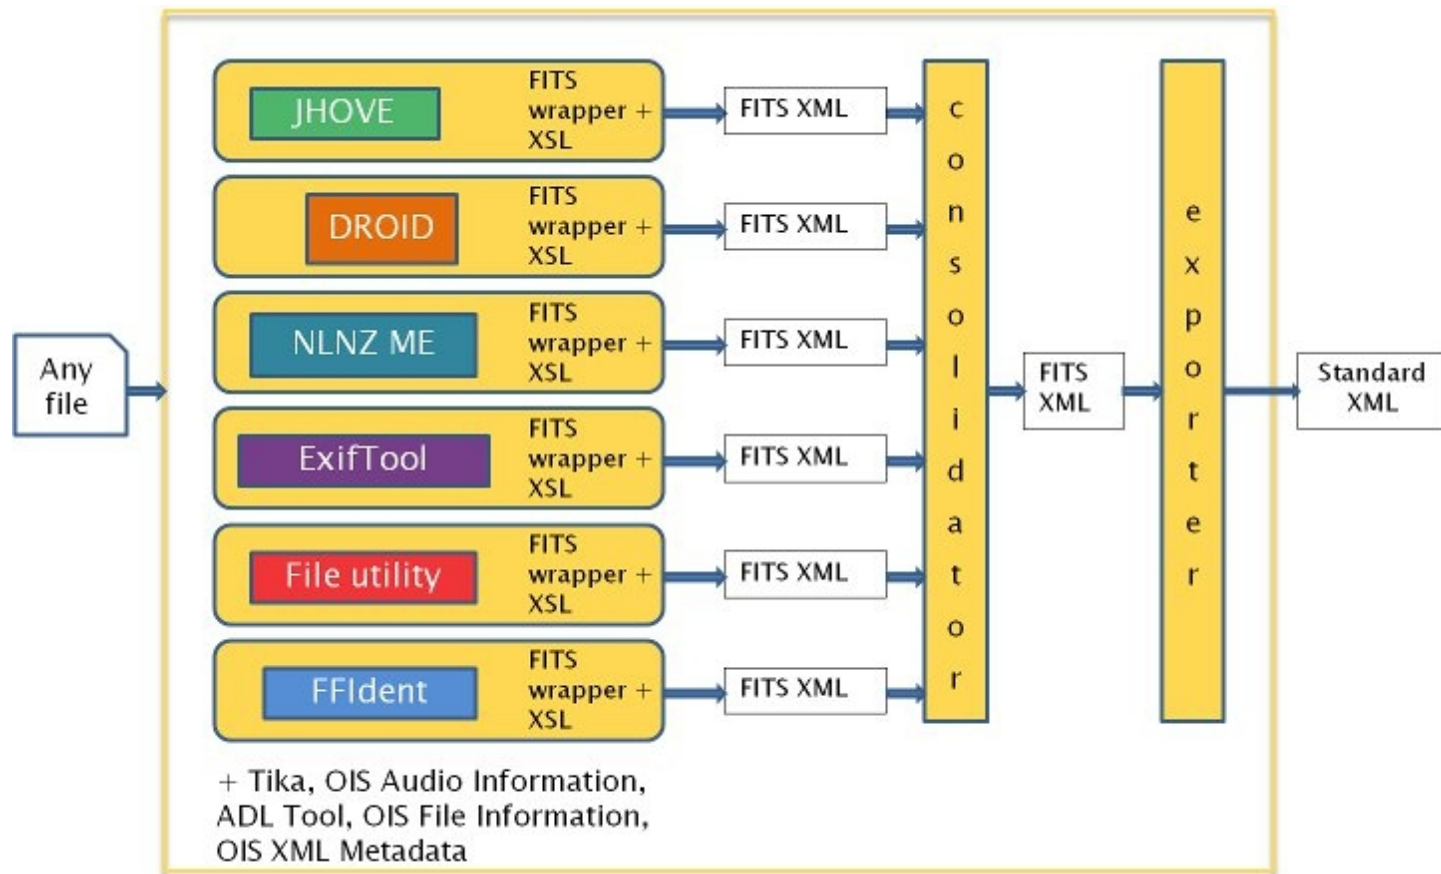 Any
file
JHOVE
FITS
wrapper +
XSL
FITS XML
DROID
FITS
wrapper +
XSL
FITS XML
NLNZ ME
FITS
wrapper +
XSL
FITS XML
ExifTool
FITS
wrapper +
XSL
FITS XML
File utility
FITS
wrapper +
XSL
FITS XML
FFIdent
FITS
wrapper +
XSL
FITS XML
+ Tika, OIS Audio Information,
ADL Tool, OIS File Information,
OIS XML Metadata
consolidator
FITS
XML
exporter
Standard
XML